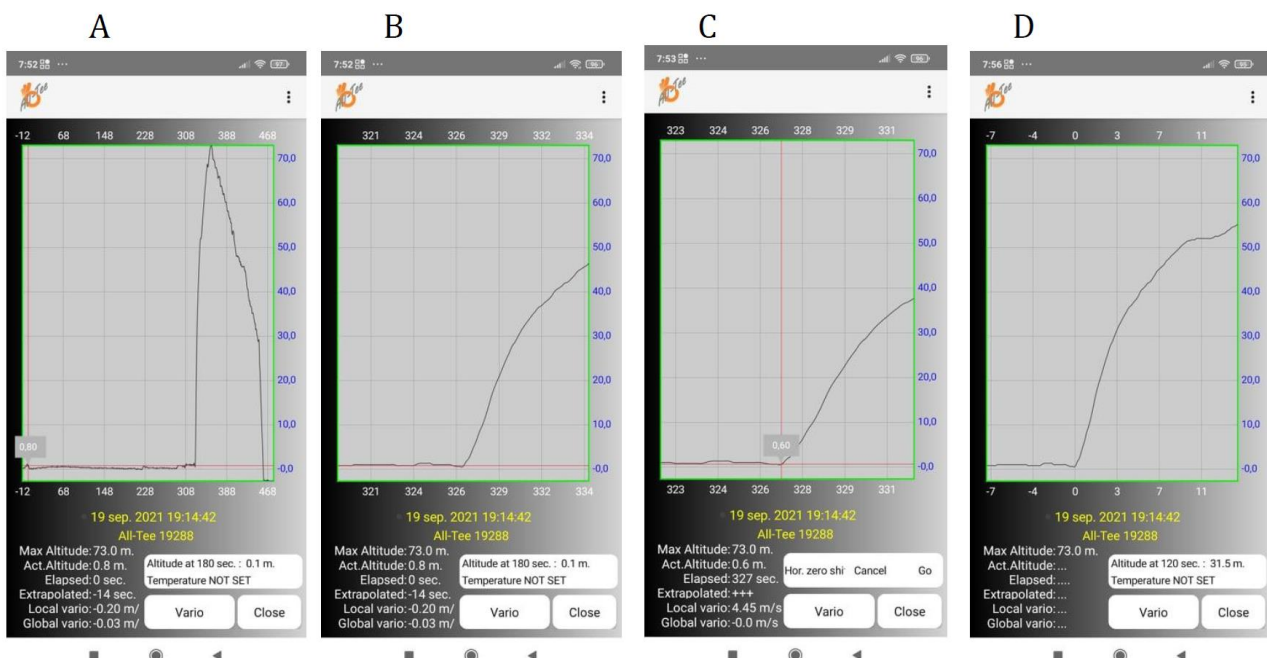 A
7:52 ... 97
All-Tee
-12 68 148 228 308 388 468
70,0
60,0
50,0
40,0
30,0
20,0
10,0
0,80
-0,0
-12 68 148 228 308 388 468
19 sep. 2021 19:14:42
All-Tee 19288
Max Altitude:73.0 m.
Act.Altitude:0.8 m.
Elapsed:0 sec.
Extrapolated:-14 sec.
Local vario:-0.20 m/
Global vario:-0.03 m/
Altitude at 180 sec. : 0.1 m.
Temperature NOT SET
Vario Close
B
7:52 ... 96
All-Tee
321 324 326 329 332 334
70,0
60,0
50,0
40,0
30,0
20,0
10,0
-0,0
321 324 326 329 332 334
19 sep. 2021 19:14:42
All-Tee 19288
Max Altitude:73.0 m.
Act.Altitude:0.8 m.
Elapsed:0 sec.
Extrapolated:-14 sec.
Local vario:-0.20 m/
Global vario:-0.03 m/
Altitude at 180 sec. : 0.1 m.
Temperature NOT SET
Vario Close
C
7:53 ... 96
All-Tee
323 324 326 328 329 331
70,0
60,0
50,0
40,0
30,0
20,0
10,0
0,60
-0,0
323 324 326 328 329 331
19 sep. 2021 19:14:42
All-Tee 19288
Max Altitude:73.0 m.
Act.Altitude:0.6 m.
Elapsed:327 sec.
Extrapolated:+++
Local vario:4.45 m/s
Global vario:-0.0 m/s
Hor. zero shi Cancel Go
Vario Close
D
7:56 ... 95
All-Tee
-7 -4 0 3 7 11
70,0
60,0
50,0
40,0
30,0
20,0
10,0
-0,0
-7 -4 0 3 7 11
19 sep. 2021 19:14:42
All-Tee 19288
Max Altitude:73.0 m.
Act.Altitude:...
Elapsed:....
Extrapolated:...
Local vario:...
Global vario:...
Altitude at 120 sec. : 31.5 m.
Temperature NOT SET
Vario Close